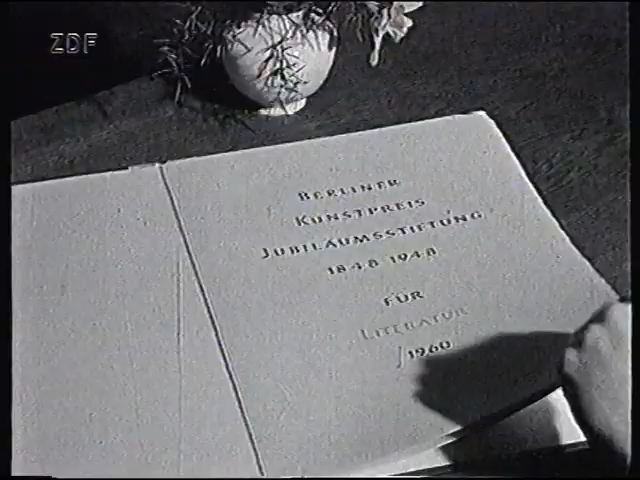 ZDF
BERLINER
KUNSTPREIS
JUBILÄUMSSTIFTUNG
1848-1948
FÜR
LITERATUR
1960